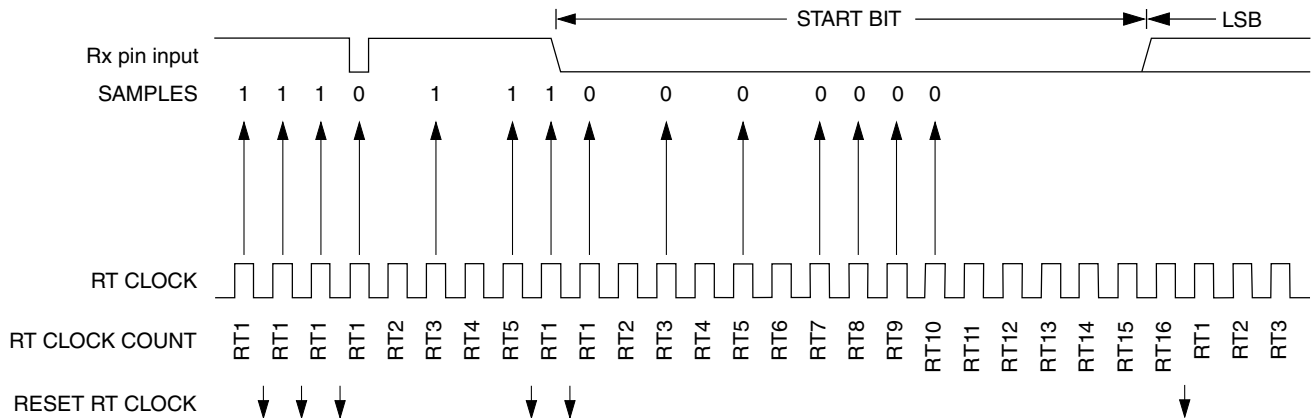 START BIT LSB
Rx pin input
SAMPLES 1 1 1 0 1 1 1 0 0 0 0 0 0 0
RT CLOCK
RT CLOCK COUNT RT1 RT1 RT1 RT1 RT2 RT3 RT4 RT5 RT1 RT1 RT2 RT3 RT4 RT5 RT6 RT7 RT8 RT9 RT10 RT11 RT12 RT13 RT14 RT15 RT16 RT1 RT2 RT3
RESET RT CLOCK